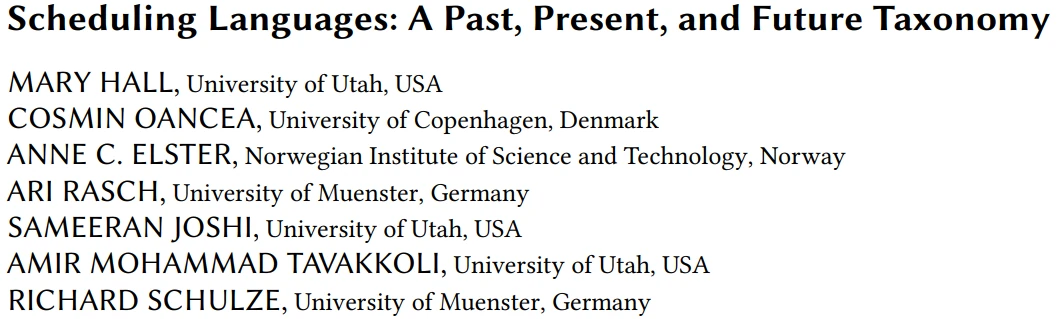 Scheduling Languages: A Past, Present, and Future Taxonomy
MARY HALL, University of Utah, USA
COSMIN OANCEA, University of Copenhagen, Denmark
ANNE C. ELSTER, Norwegian Institute of Science and Technology, Norway
ARI RASCH, University of Muenster, Germany
SAMEERAN JOSHI, University of Utah, USA
AMIR MOHAMMAD TAVAKKOLI, University of Utah, USA
RICHARD SCHULZE, University of Muenster, Germany